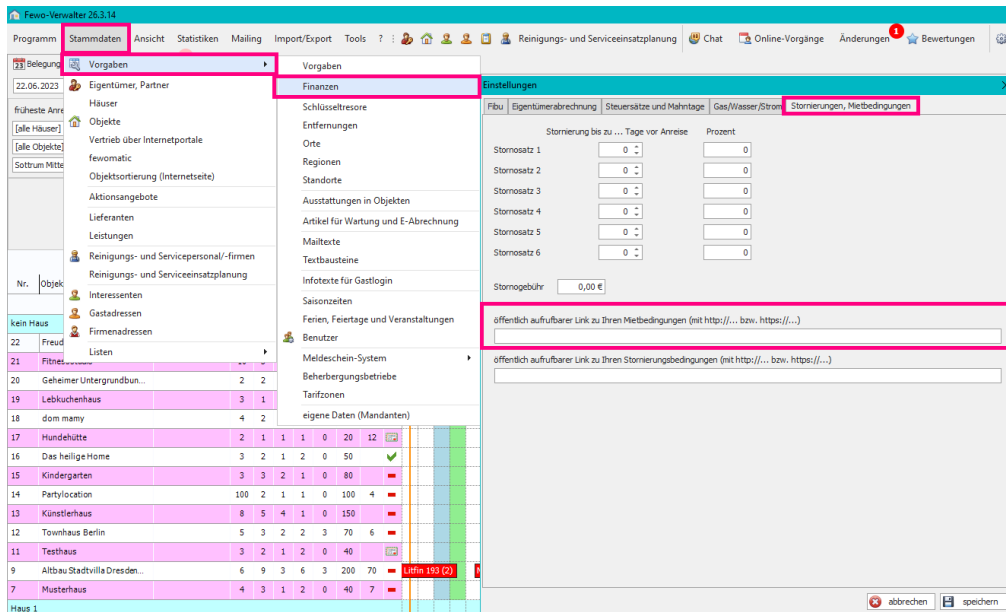 Fewo-Verwalter 26.3.14
Programm Stammdaten Ansicht Statistiken Mailing Import/Export Tools ? Reinigungs- und Serviceeinsatzplanung Chat Online-Vorgänge Änderungen 1 Bewertungen
23 Belegung
22.06.2023
früheste Anre
[alle Häuser]
[alle Objekte]
Sottrum Mitte
Vorgaben
Eigentümer, Partner
Häuser
Objekte
Vertrieb über Internetportale
fewomatic
Objektsortierung (Internetseite)
Aktionsangebote
Lieferanten
Leistungen
Reinigungs- und Servicepersonal/-firmen
Reinigungs- und Serviceeinsatzplanung
Interessenten
Gastadressen
Firmenadressen
Listen
Vorgaben
Finanzen
Schlüsseltresore
Entfernungen
Orte
Regionen
Standorte
Ausstattungen in Objekten
Artikel für Wartung und E-Abrechnung
Mailtexte
Textbausteine
Infotexte für Gastlogin
Saisonzeiten
Ferien, Feiertage und Veranstaltungen
Benutzer
Meldeschein-System
Beherbergungsbetriebe
Tarifzonen
eigene Daten (Mandanten)
Einstellungen
Fibu Eigentümerabrechnung Steuersätze und Mahntage Gas/Wasser/Strom Stornierungen, Mietbedingungen
Stornierung bis zu ... Tage vor Anreise Prozent
Stornosatz 1 0 0
Stornosatz 2 0 0
Stornosatz 3 0 0
Stornosatz 4 0 0
Stornosatz 5 0 0
Stornosatz 6 0 0
Stornogebühr 0,00 €
öffentlich aufrufbarer Link zu Ihren Mietbedingungen (mit http://... bzw. https://...)
öffentlich aufrufbarer Link zu Ihren Stornierungsbedingungen (mit http://... bzw. https://...)
abbrechen speichern
Nr. Objek
kein Haus
22 Freud
21
20 Geheimer Untergrundbun... 2 2
19 Lebkuchenhaus 3 1
18 dom mamy 4 2
17 Hundehütte 2 1 1 1 0 20 12
16 Das heilige Home 3 2 1 2 0 50
15 Kindergarten 3 3 2 1 0 80
14 Partylocation 100 2 1 1 0 100 4
13 Künstlerhaus 8 5 4 1 0 150
12 Townhaus Berlin 5 3 2 2 3 70 6
11 Testhaus 3 2 1 2 0 40
9 Altbau Stadtvilla Dresden... 6 9 3 6 3 200 70 Litfin 193 (2)
7 Musterhaus 4 3 1 2 0 40 7
Haus 1